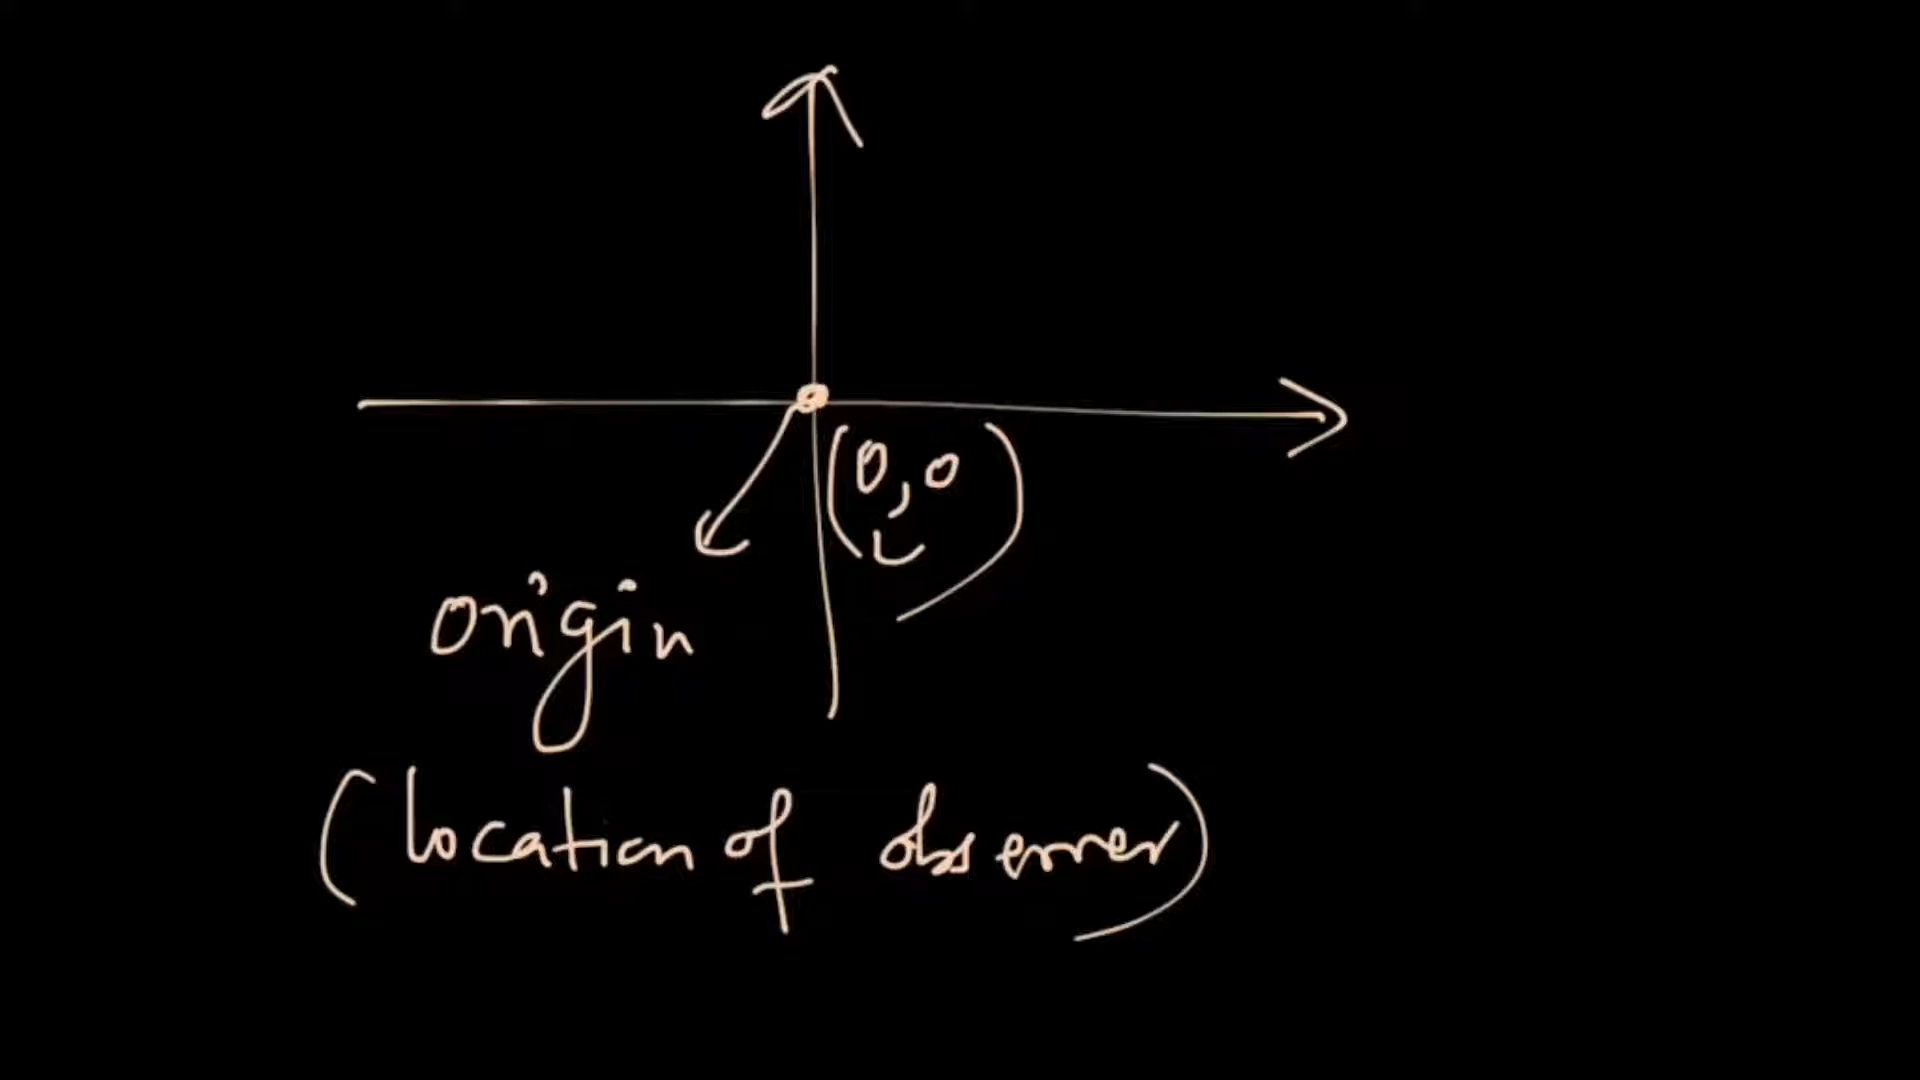 (0,0)
origin
(location of observer)